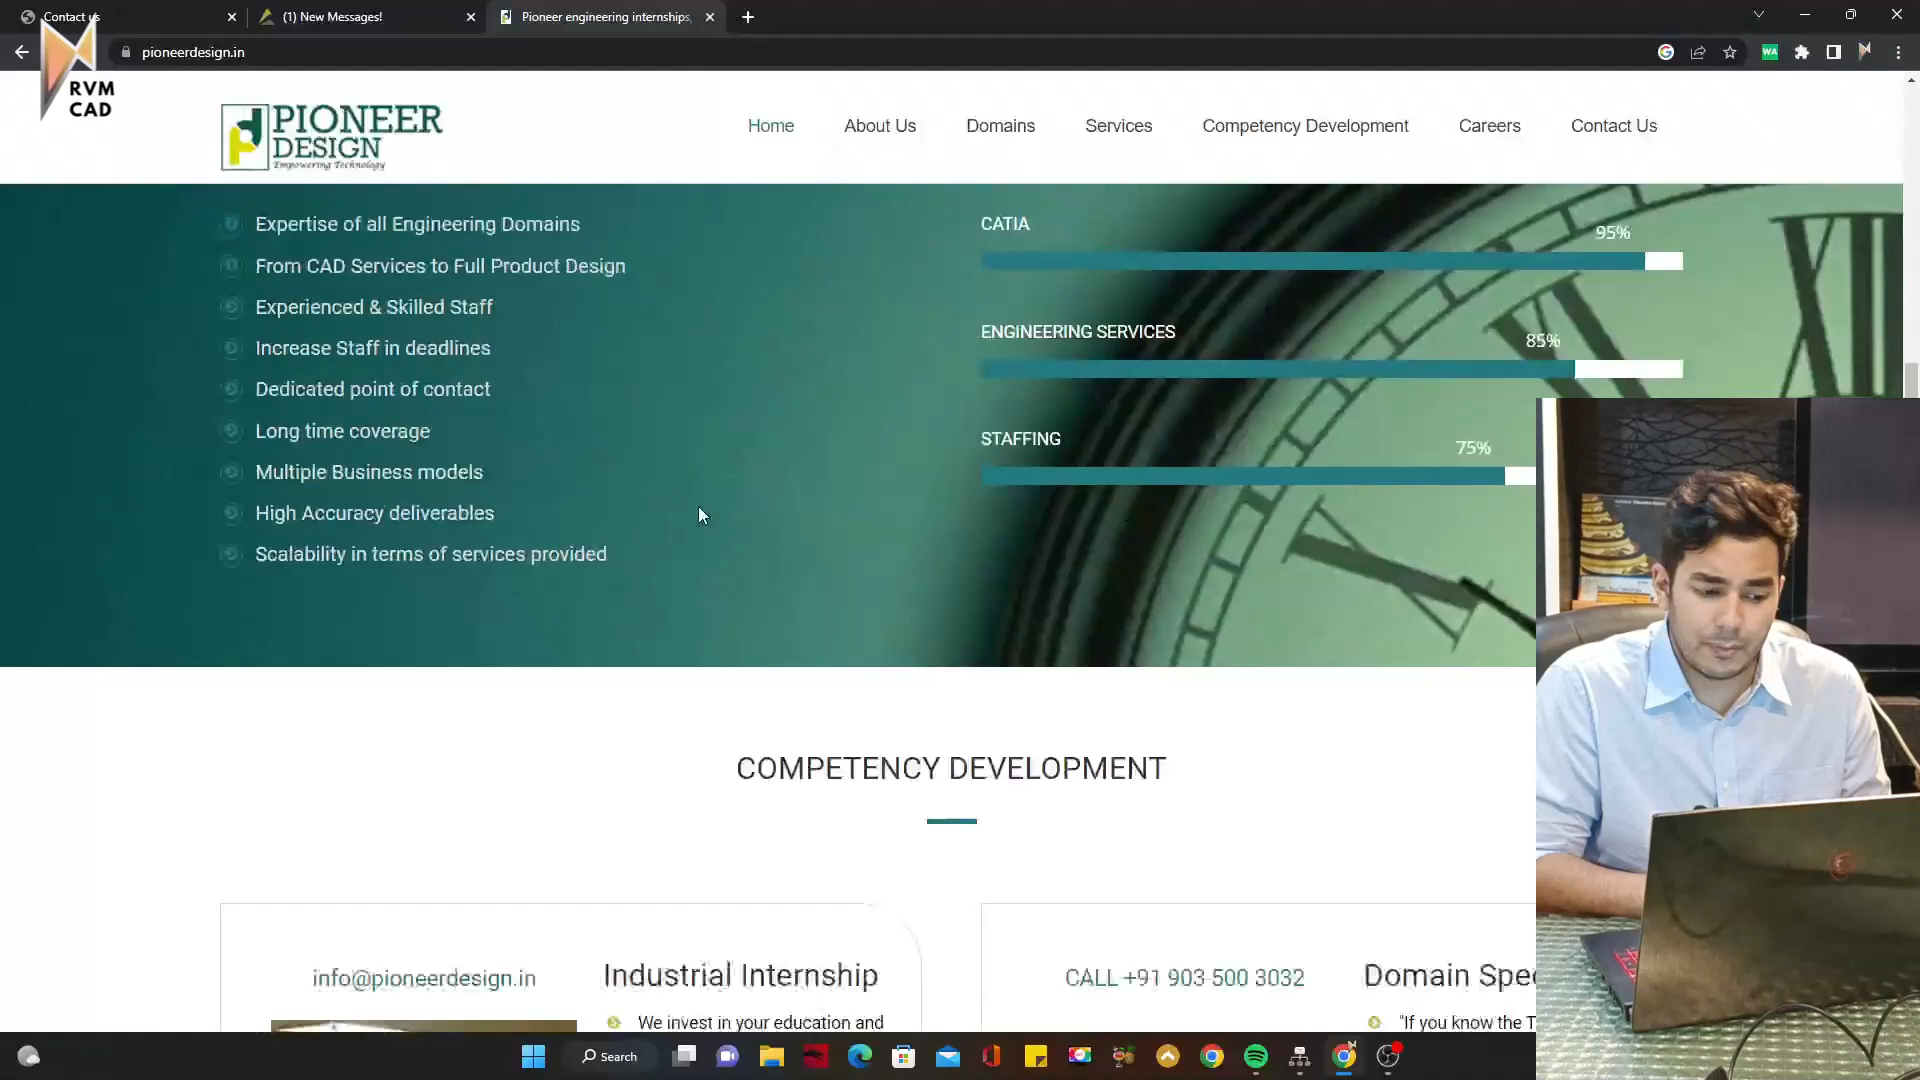 Contact us
(1) New Messages!
Pioneer engineering internships,
pioneerdesign.in
WA
RVM
CAD
PIONEER
DESIGN
Empowering Technology
Home
About Us
Domains
Services
Competency Development
Careers
Contact Us
Expertise of all Engineering Domains
From CAD Services to Full Product Design
Experienced & Skilled Staff
Increase Staff in deadlines
Dedicated point of contact
Long time coverage
Multiple Business models
High Accuracy deliverables
Scalability in terms of services provided
CATIA
95%
ENGINEERING SERVICES
85%
STAFFING
75%
COMPETENCY DEVELOPMENT
info@pioneerdesign.in
Industrial Internship
We invest in your education and
CALL +91 903 500 3032
Domain Spe
"If you know the T
Search